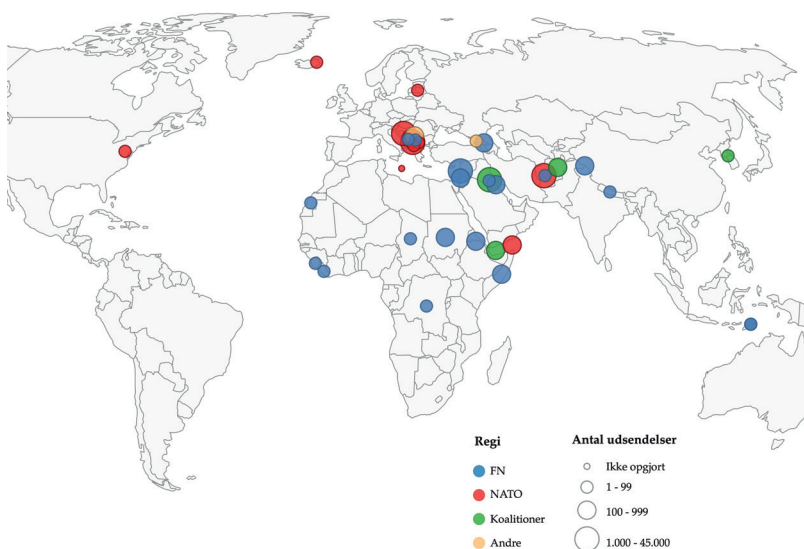 Regi
FN
NATO
Koalitioner
Andre
Antal udsendelser
Ikke opgjort
1 - 99
100 - 999
1.000 - 45.000